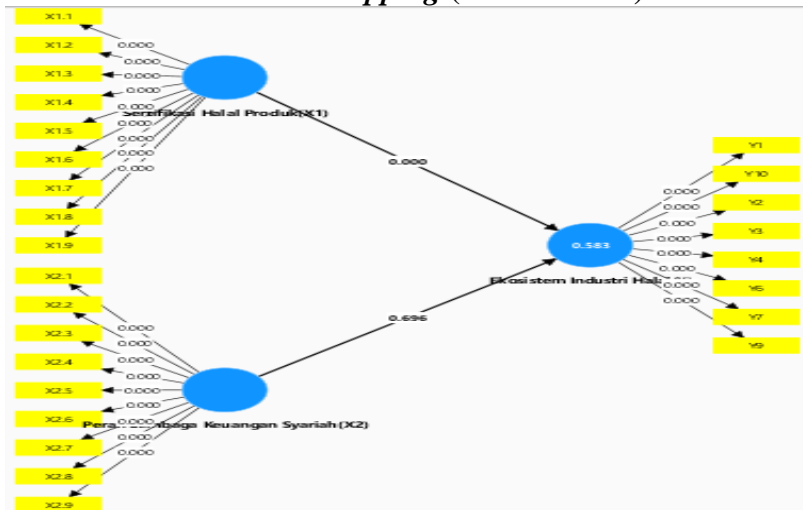 pping (
X1.1
X1.2
X1.3
X1.4
X1.5
X1.6
X1.7
X1.8
X1.9
0.000
0.000
0.000
0.000
0.000
0.000
0.000
0.000
0.000
Sertifikasi Halal Produk(X1)
0.000
X2.1
X2.2
X2.3
X2.4
X2.5
X2.6
X2.7
X2.8
X2.9
0.000
0.000
0.000
0.000
0.000
0.000
0.000
0.000
0.000
Keuangan Syariah(X2)
0.696
0.583
Ekosistem Industri
0.000
0.000
0.000
0.000
0.000
0.000
0.000
0.000
Y1
Y10
Y2
Y3
Y4
Y6
Y7
Y9